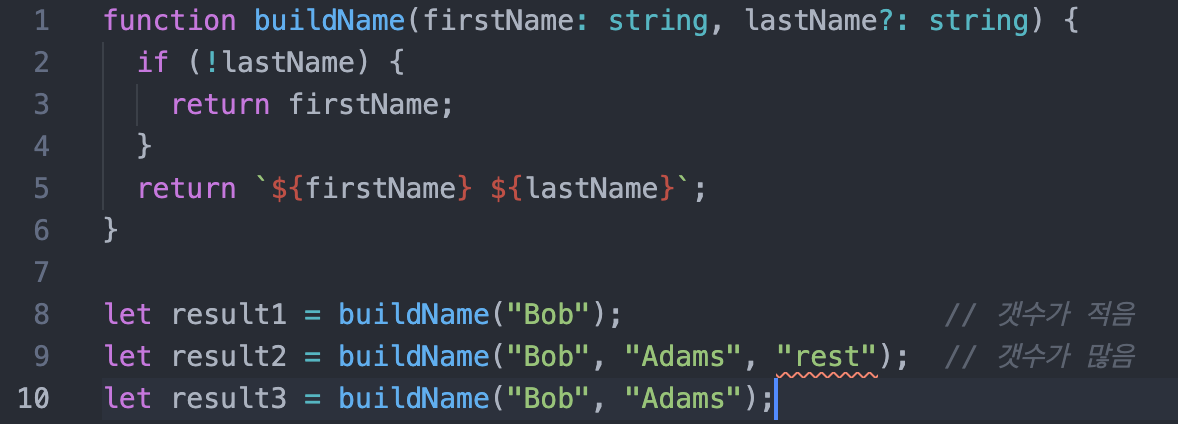 1 function buildName(firstName: string, lastName?: string) {
2 if (!lastName) {
3 return firstName;
4 }
5 return `${firstName} ${lastName}`;
6 }
7
8 let result1 = buildName("Bob"); // 갯수가 적음
9 let result2 = buildName("Bob", "Adams", "rest"); // 갯수가 많음
10 let result3 = buildName("Bob", "Adams");